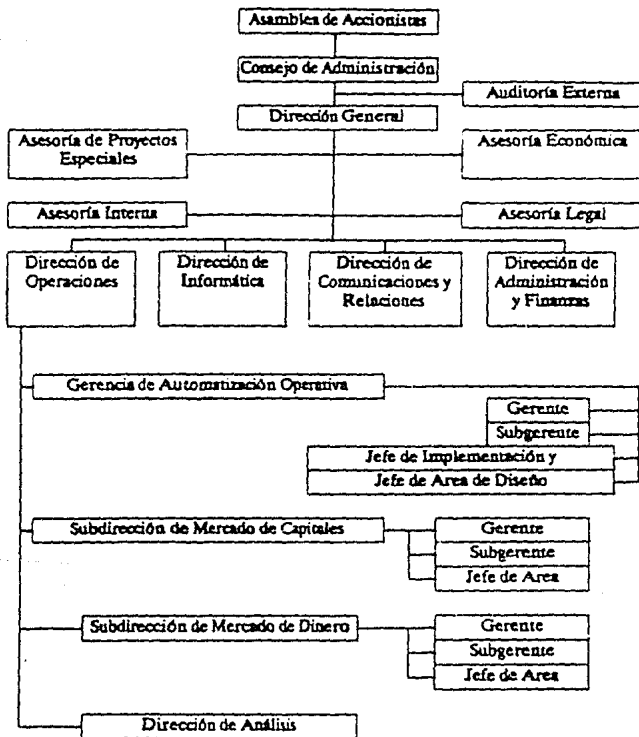 Asamblea de Accionistas
Consejo de Administración
Auditoría Externa
Dirección General
Asesoría de Proyectos
Especiales
Asesoría Económica
Asesoría Interna
Asesoría Legal
Dirección de
Operaciones
Dirección de
Informática
Dirección de
Comunicaciones y
Relaciones
Dirección de
Administración
y Finanzas
Gerencia de Automatización Operativa
Gerente
Subgerente
Jefe de Implementación y
Jefe de Area de Diseño
Subdirección de Mercado de Capitales
Gerente
Subgerente
Jefe de Area
Subdirección de Mercado de Dinero
Gerente
Subgerente
Jefe de Area
Dirección de Análisis